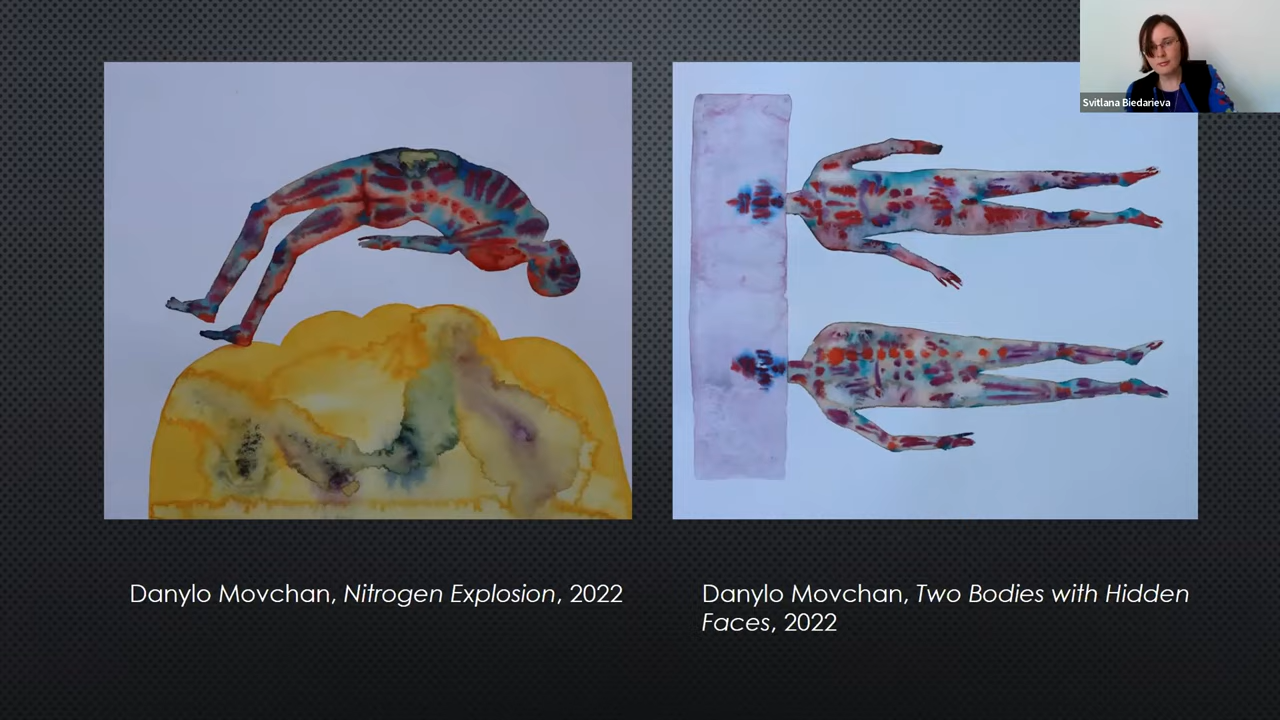 Svitlana Biedarieva
Danylo Movchan, Nitrogen Explosion, 2022
Danylo Movchan, Two Bodies with Hidden
Faces, 2022